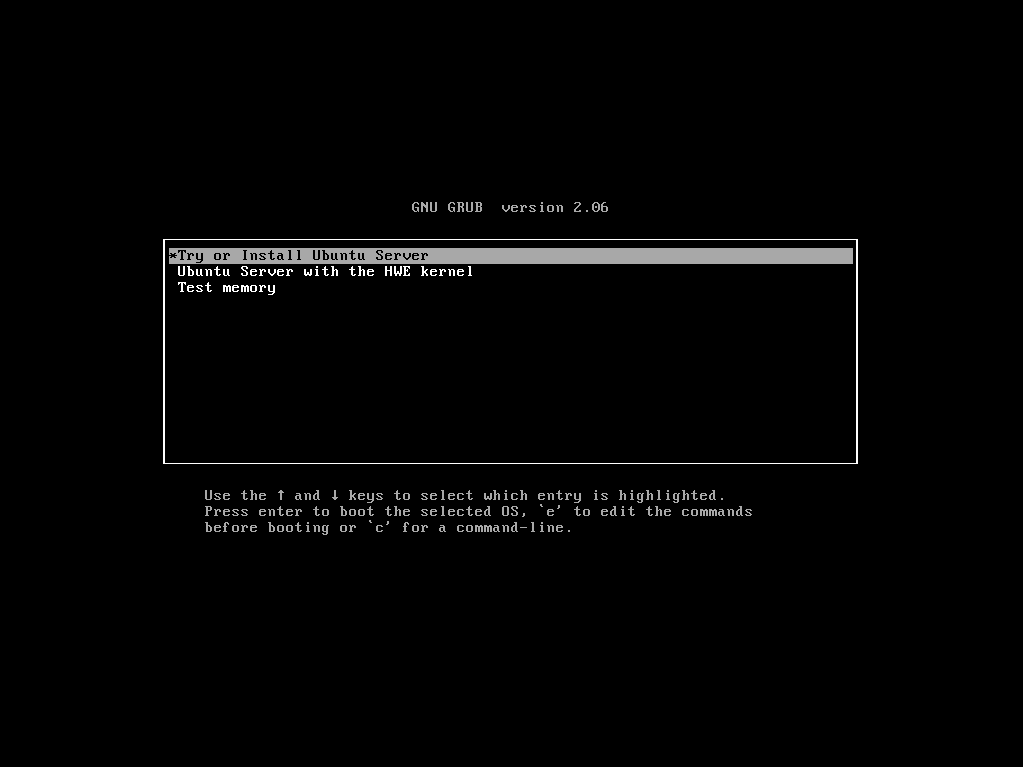 GNU GRUB  version 2.06
*Try or Install Ubuntu Server
Ubuntu Server with the HWE kernel
Test memory
Use the ↑ and ↓ keys to select which entry is highlighted.
Press enter to boot the selected OS, `e' to edit the commands
before booting or `c' for a command-line.